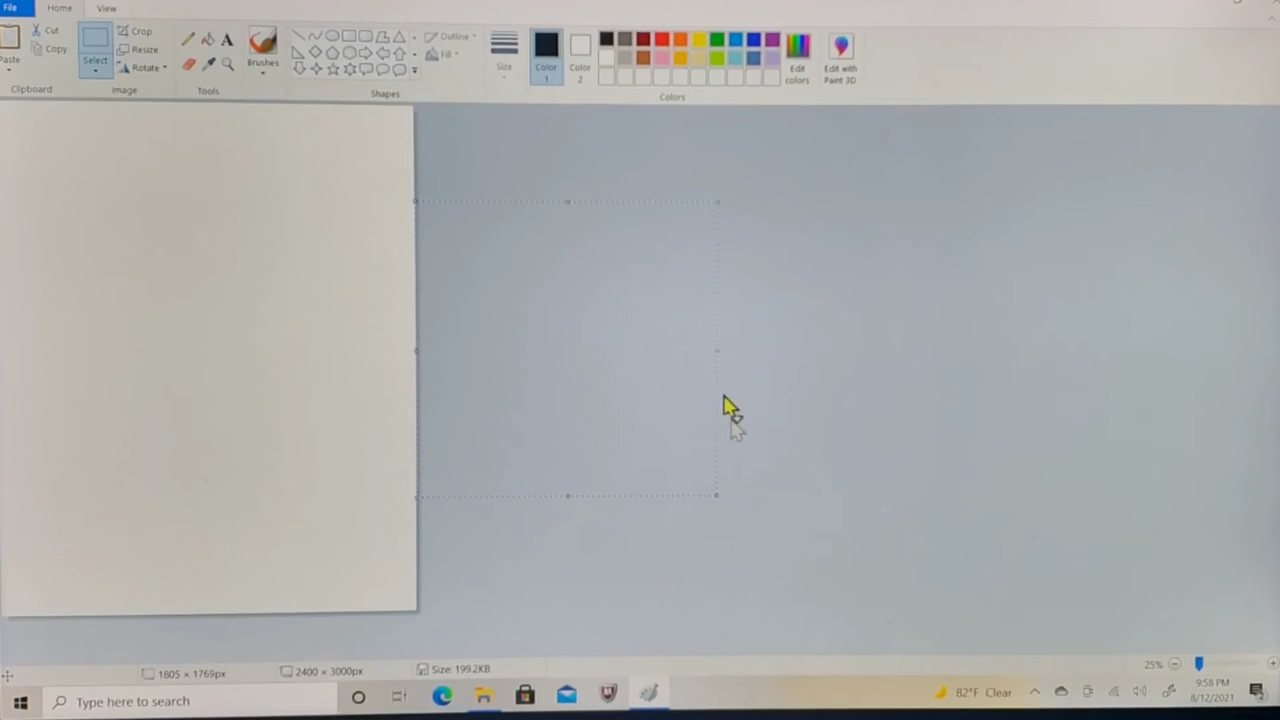 File Home View
Cut
Copy
Paste
Select
Crop
Resize
Rotate
A
Brushes
Outline
Fill
Size
Color 1
Color 2
Edit colors
Edit with Paint 3D
Clipboard
Image
Tools
Shapes
Colors
1805 × 1769px
2400 × 3000px
Size: 199.2KB
25%
Type here to search
82°F Clear
9:58 PM
8/12/2021